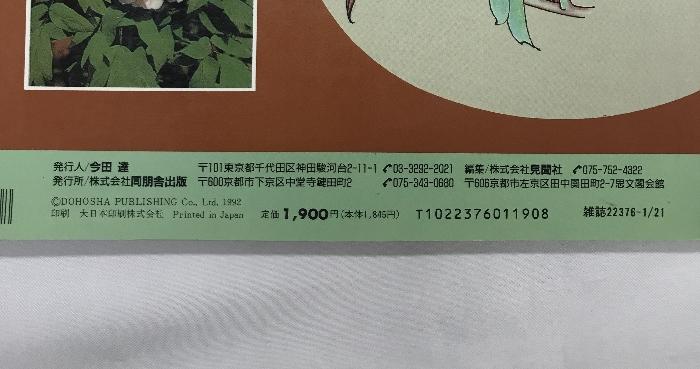 発行人/今田 達 〒101東京都千代田区神田駿河台2-11-1 ✆03-3292-2021 編集/株式会社見聞社 ✆075-752-4322
発行所/株式会社同朋舎出版 〒600京都市下京区中堂寺鍵田町2 ✆075-343-0680 〒606京都市左京区田中関田町2-7思文閣会館
©DOHOSHA PUBLISHING Co., Ltd. 1992
印刷 大日本印刷株式会社 Printed in Japan 定価1,900円(本体1,845円) T1022376011908 雑誌22376-1/21